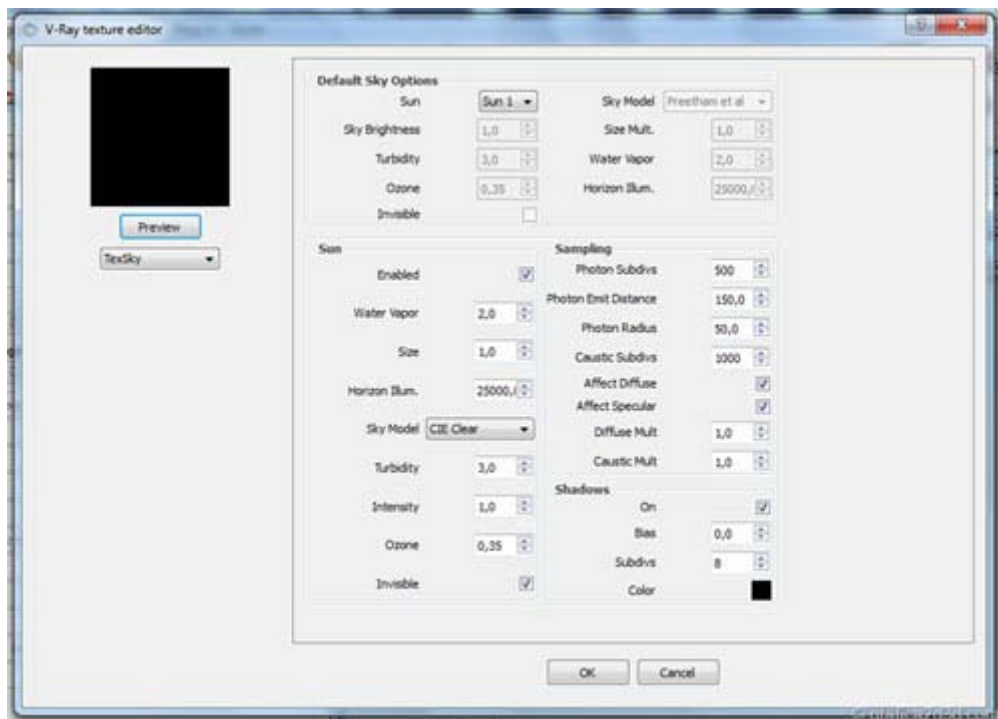 V-Ray texture editor
Preview
TexSky
Default Sky Options
Sun Sun 1 Sky Model Preetham et al
Sky Brightness 1,0 Size Mult. 1,0
Turbidity 3,0 Water Vapor 2,0
Ozone 0,35 Horizon Illum. 25000,
Invisible
Sun
Enabled
Water Vapor 2,0
Size 1,0
Horizon Illum. 25000,
Sky Model CIE Clear
Turbidity 3,0
Intensity 1,0
Ozone 0,35
Invisible
Sampling
Photon Subdivs 500
Photon Emit Distance 150,0
Photon Radius 50,0
Caustic Subdivs 1000
Affect Diffuse
Affect Specular
Diffuse Mult 1,0
Caustic Mult 1,0
Shadows
On
Bias 0,0
Subdivs 8
Color
OK Cancel